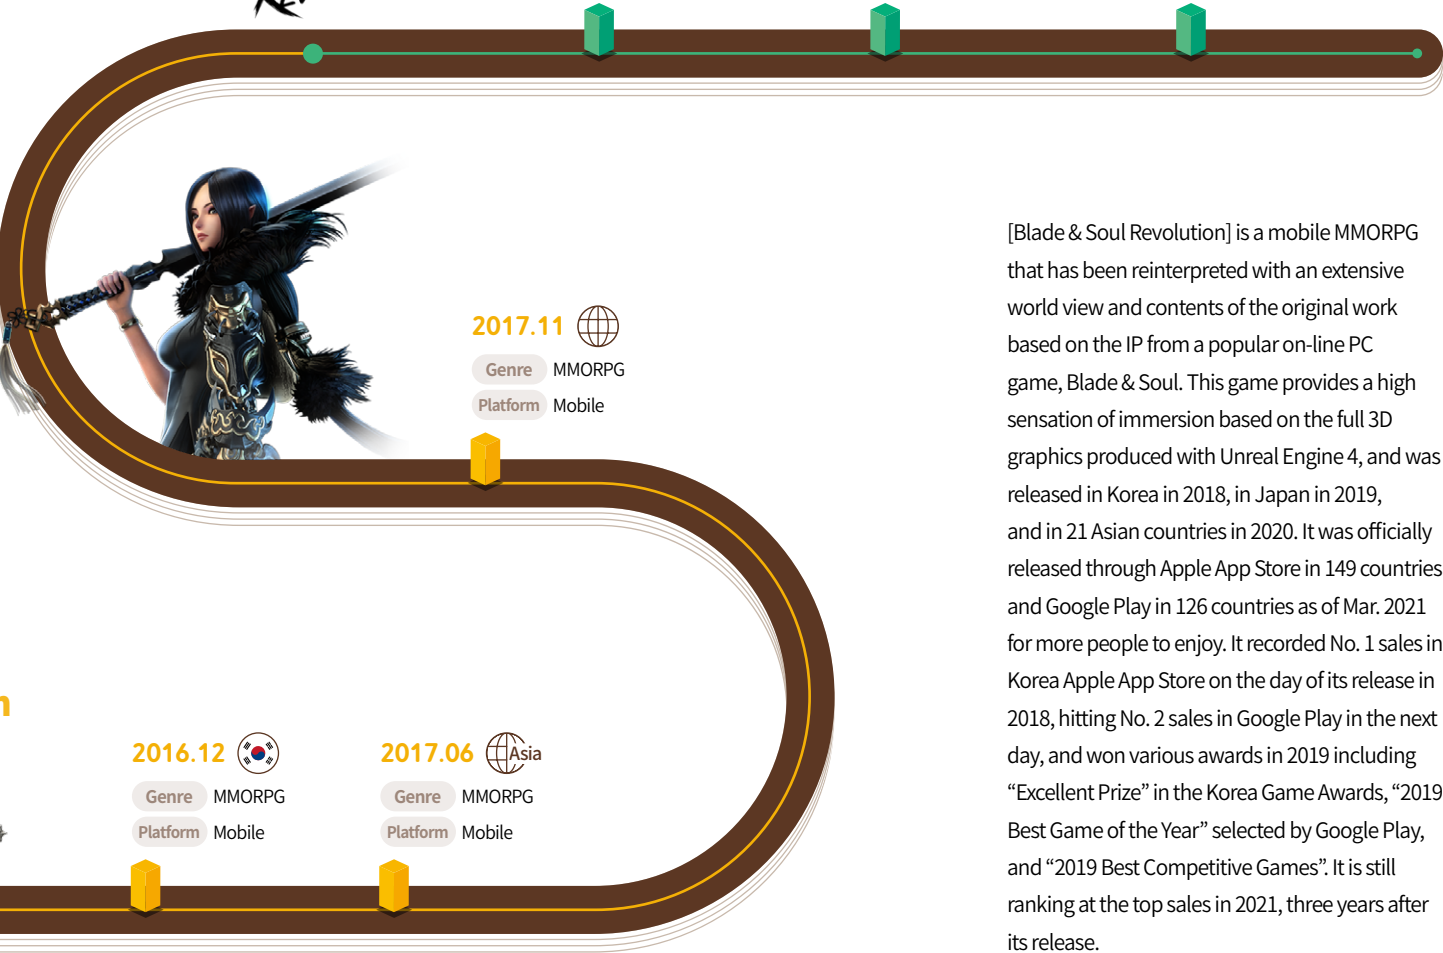 [Blade & Soul Revolution] is a mobile MMORPG
that has been reinterpreted with an extensive
world view and contents of the original work
based on the IP from a popular on-line PC
game, Blade & Soul. This game provides a high
sensation of immersion based on the full 3D
graphics produced with Unreal Engine 4, and was
released in Korea in 2018, in Japan in 2019,
and in 21 Asian countries in 2020. It was officially
released through Apple App Store in 149 countries
and Google Play in 126 countries as of Mar. 2021
for more people to enjoy. It recorded No. 1 sales in
Korea Apple App Store on the day of its release in
2018, hitting No. 2 sales in Google Play in the next
day, and won various awards in 2019 including
“Excellent Prize” in the Korea Game Awards, “2019
Best Game of the Year” selected by Google Play,
and “2019 Best Competitive Games”. It is still
ranking at the top sales in 2021, three years after
its release.
2017.11
Genre MMORPG
Platform Mobile
2016.12
Genre MMORPG
Platform Mobile
2017.06 Asia
Genre MMORPG
Platform Mobile